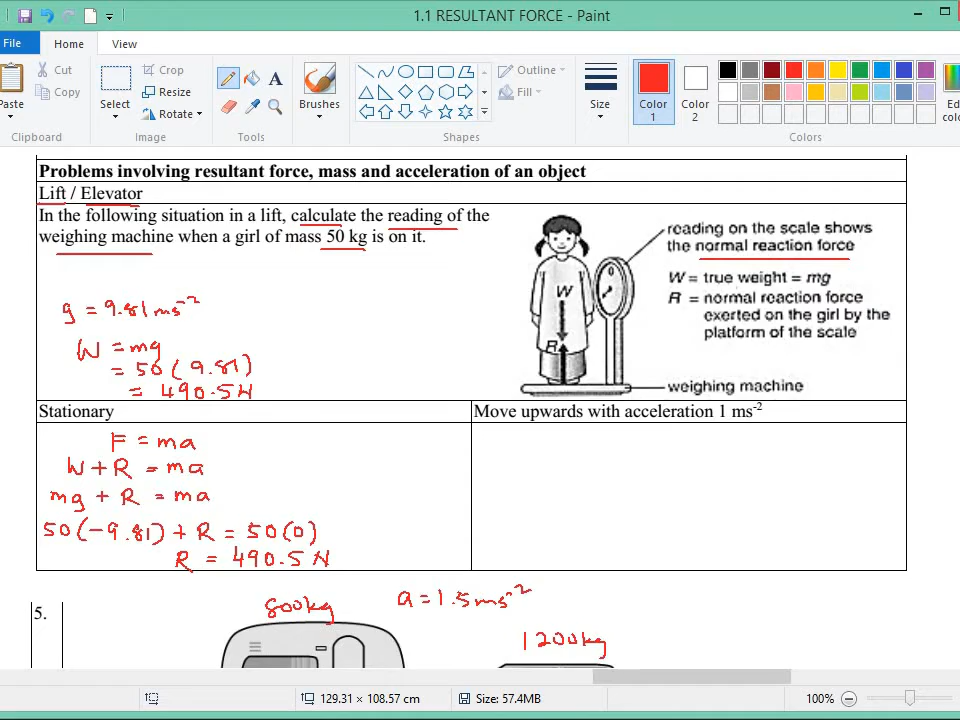 1.1 RESULTANT FORCE - Paint
File Home View
Paste
Cut
Copy
Clipboard
Select
Crop
Resize
Rotate
Image
Tools
Brushes
Shapes
Outline
Fill
Size
Color 1
Color 2
Colors
Problems involving resultant force, mass and acceleration of an object
Lift / Elevator
In the following situation in a lift, calculate the reading of the
weighing machine when a girl of mass 50 kg is on it.
g = 9.81 ms⁻²
W = mg
= 50 (9.81)
= 490.5 N
W
R
reading on the scale shows
the normal reaction force
W = true weight = mg
R = normal reaction force
exerted on the girl by the
platform of the scale
weighing machine
Stationary
F = ma
W + R = ma
mg + R = ma
50 (-9.81) + R = 50 (0)
R = 490.5 N
Move upwards with acceleration 1 ms⁻²
5.
800kg
a = 1.5 ms⁻²
1200kg
129.31 × 108.57 cm
Size: 57.4MB
100%